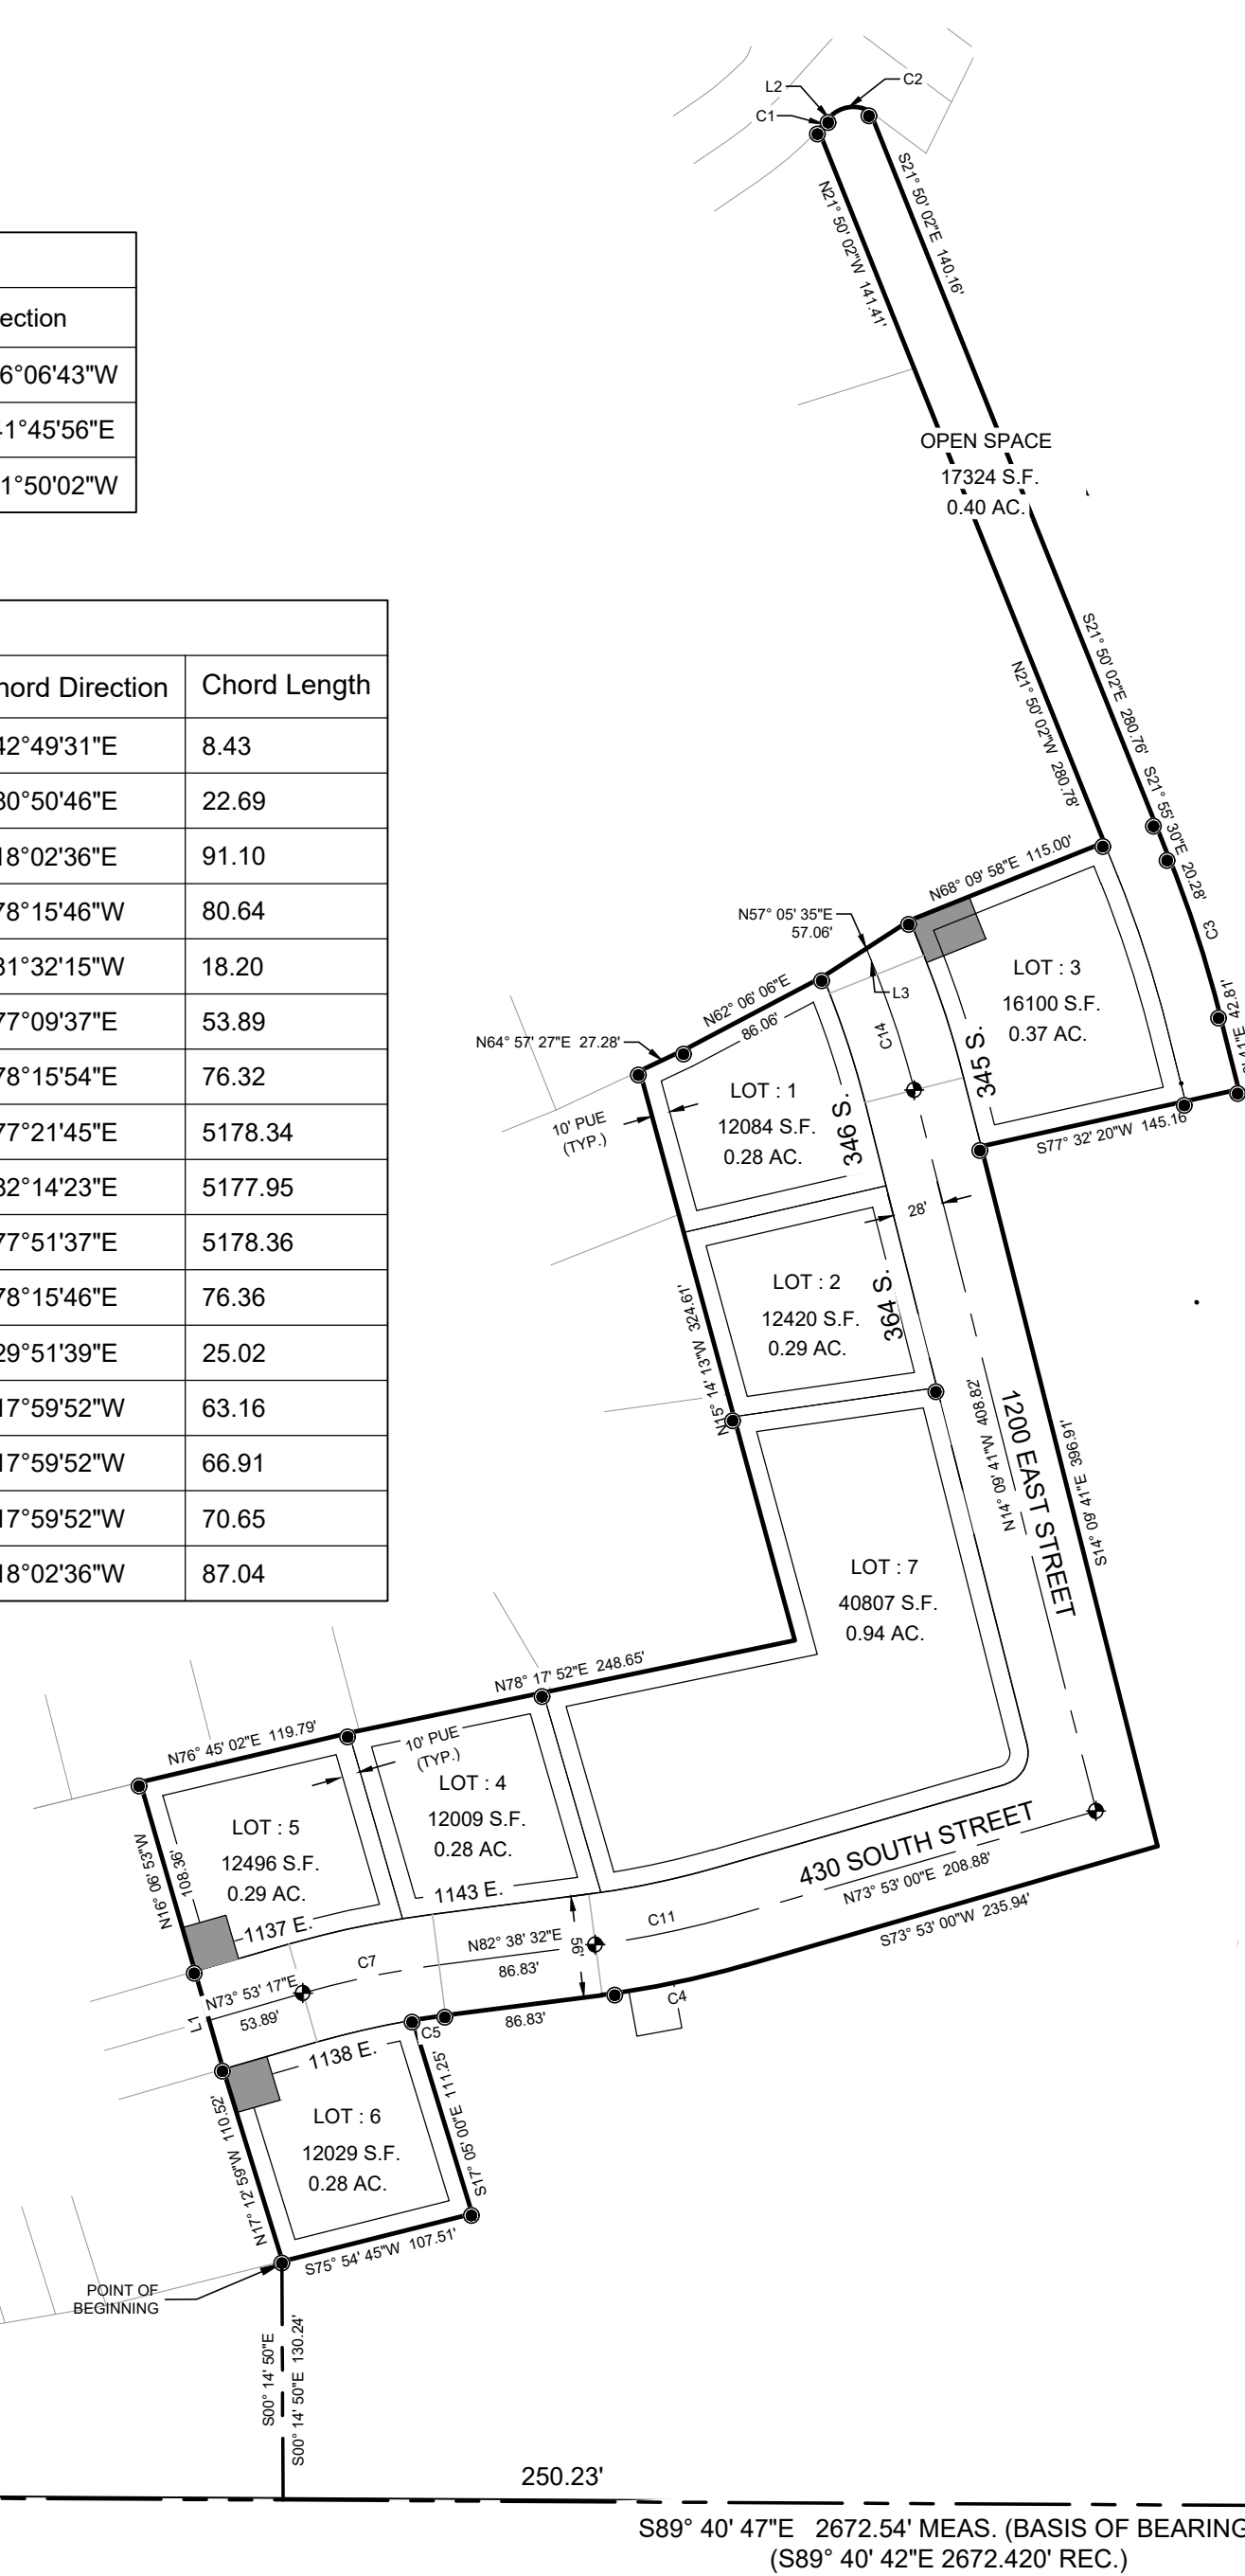 ection
6°06'43"W
41°45'56"E
1°50'02"W
hord Direction Chord Length
42°49'31"E 8.43
30°50'46"E 22.69
18°02'36"E 91.10
78°15'46"W 80.64
31°32'15"W 18.20
77°09'37"E 53.89
78°15'54"E 76.32
77°21'45"E 5178.34
32°14'23"E 5177.95
77°51'37"E 5178.36
78°15'46"E 76.36
29°51'39"E 25.02
17°59'52"W 63.16
17°59'52"W 66.91
17°59'52"W 70.65
18°02'36"W 87.04
L2
C2
C1
N21° 50' 02"W 141.41'
S21° 50' 02"E 140.16'
OPEN SPACE
17324 S.F.
0.40 AC.
N21° 50' 02"W 280.78'
S21° 50' 02"E 280.76'
S21° 55' 30"E 20.28'
C3
42.81'
N68° 09' 58"E 115.00'
N57° 05' 35"E
57.06'
L3
C14
N62° 06' 06"E
86.06'
N64° 57' 27"E 27.28'
LOT : 3
16100 S.F.
0.37 AC.
345 S.
S77° 32' 20"W 145.16'
LOT : 1
12084 S.F.
0.28 AC.
346 S.
10' PUE
(TYP.)
28'
LOT : 2
12420 S.F.
0.29 AC.
364 S.
N15° 14' 13"W 324.61'
N14° 09' 41"W 408.82'
1200 EAST STREET
S14° 09' 41"E 396.91'
LOT : 7
40807 S.F.
0.94 AC.
N78° 17' 52"E 248.65'
N76° 45' 02"E 119.79'
10' PUE
(TYP.)
LOT : 4
12009 S.F.
0.28 AC.
1143 E.
LOT : 5
12496 S.F.
0.29 AC.
1137 E.
N16° 06' 53"W
108.36'
430 SOUTH STREET
N73° 53' 00"E 208.88'
S73° 53' 00"W 235.94'
C11
N82° 38' 32"E
86.83'
56'
C7
N73° 53' 17"E
53.89'
L1
C4
86.83'
C5
1138 E.
LOT : 6
12029 S.F.
0.28 AC.
N17° 12' 59"W 110.52'
S17° 05' 00"E 111.25'
S75° 54' 45"W 107.51'
POINT OF
BEGINNING
S00° 14' 50"E
S00° 14' 50"E 130.24'
250.23'
S89° 40' 47"E 2672.54' MEAS. (BASIS OF BEARING
(S89° 40' 42"E 2672.420' REC.)